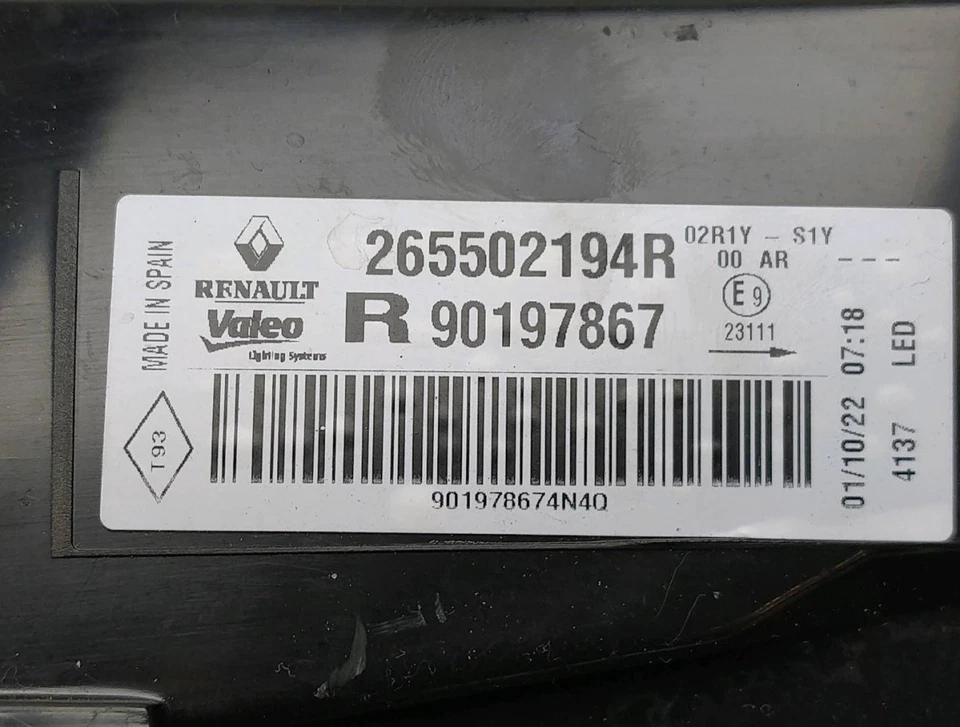 MADE IN SPAIN
T93
RENAULT
Valeo
Lighting Systems
265502194R
R 90197867
02R1Y - S1Y
00 AR ---
E9
23111
901978674N4Q
01/10/22 07:18
4137 LED